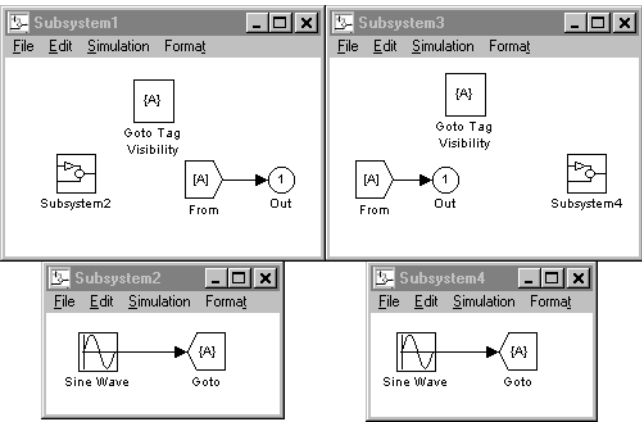 Subsystem1
File Edit Simulation Format
{A}
Goto Tag
Visibility
Subsystem2
[A]
From
1
Out
Subsystem3
File Edit Simulation Format
{A}
Goto Tag
Visibility
[A]
From
1
Out
Subsystem4
Subsystem2
File Edit Simulation Format
Sine Wave
{A}
Goto
Subsystem4
File Edit Simulation Format
Sine Wave
{A}
Goto